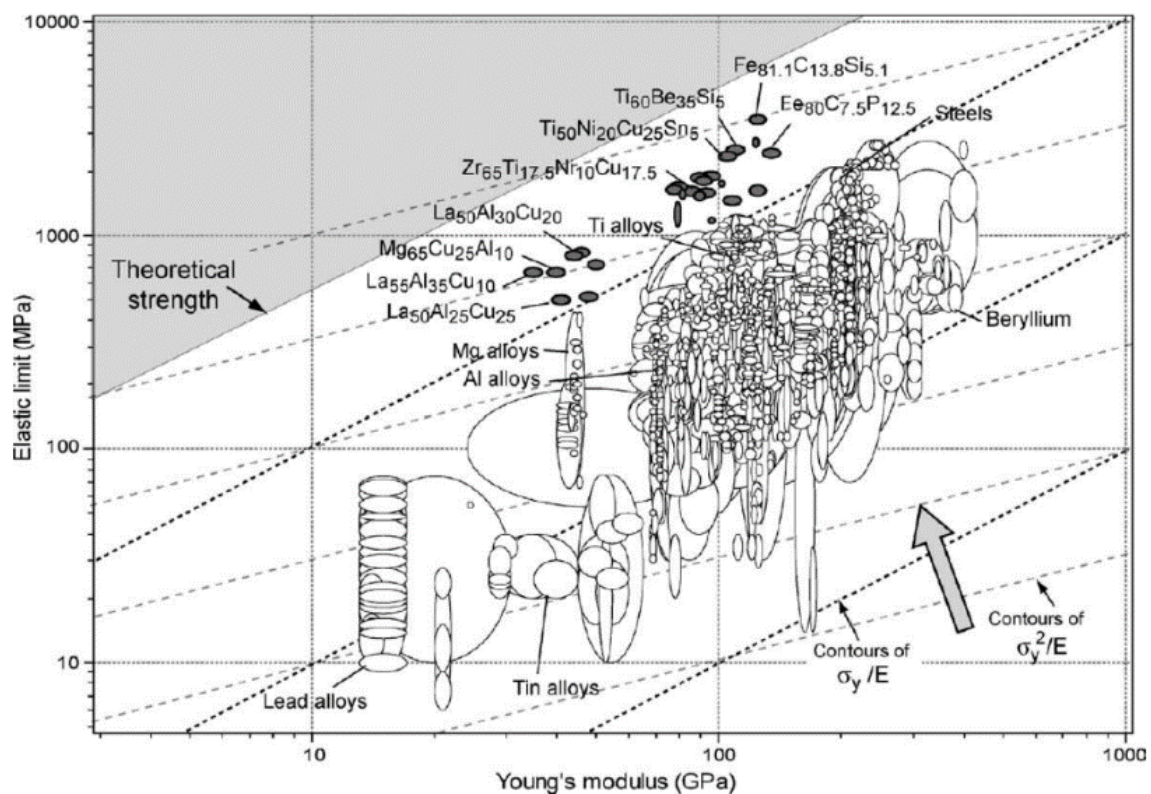 10000
Fe81.1C13.8Si5.1
Ti60Be35Si5
Ee80C7.5P12.5
Ti50Ni20Cu25Sn5
Steels
Zr65Ti17.5Nr10Cu17.5
La50Al30Cu20
Ti alloys
1000
Mg65Cu25Al10
Theoretical
strength
La55Al35Cu10
La50Al25Cu25
Beryllium
Elastic limit (MPa)
Mg alloys
Al alloys
100
Contours of
σy²/E
Contours of
σy /E
10
Lead alloys
Tin alloys
10
100
1000
Young's modulus (GPa)